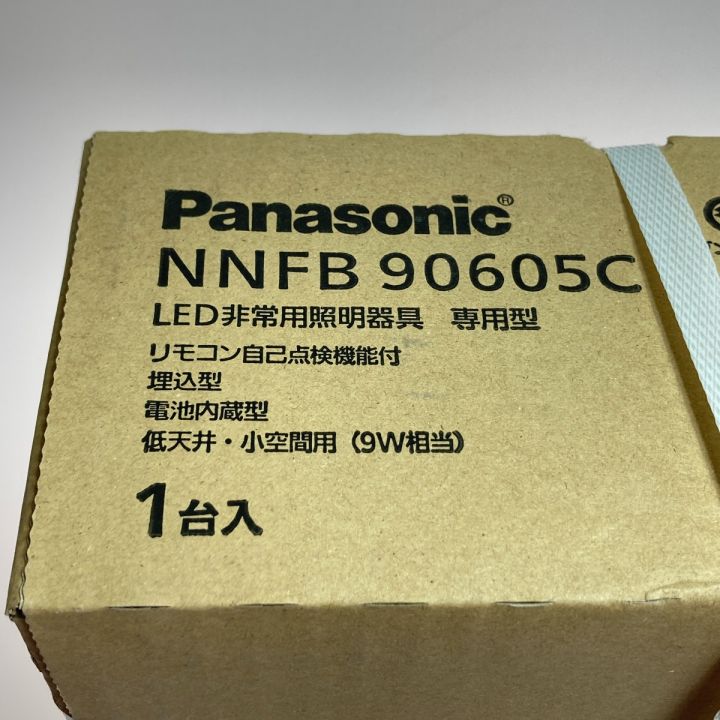 Panasonic®
NNFB 90605C
LED非常用照明器具 専用型
リモコン自己点検機能付
埋込型
電池内蔵型
低天井・小空間用（9W相当）
1台入